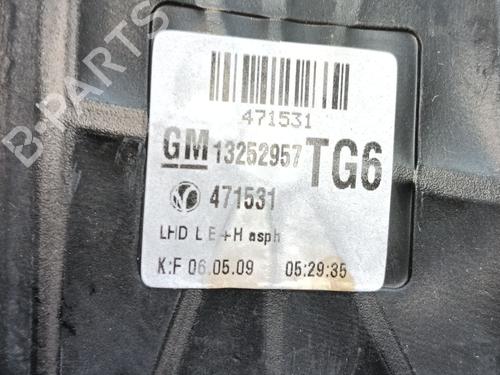 B-PARTS
471531
GM 13252957 TG6
471531
LHD L E+H asph
K:F 06.05.09 05:29:35